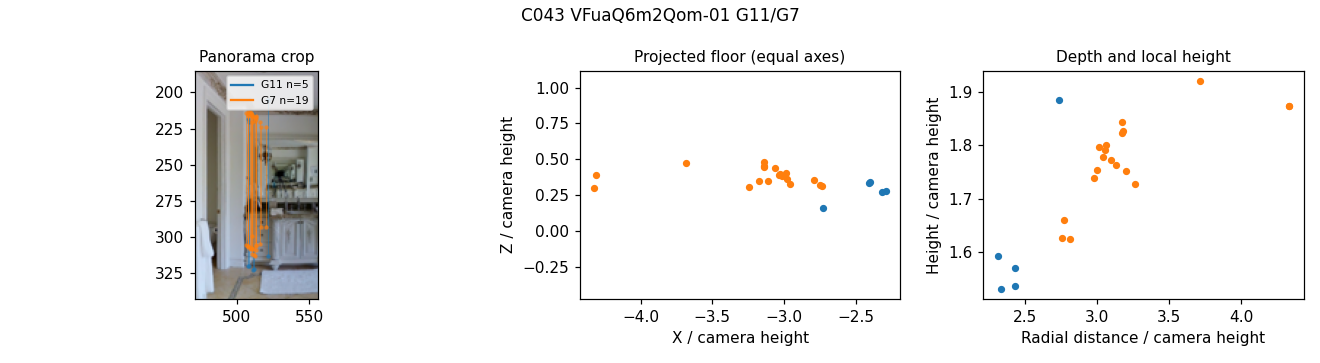 C043 VFuaQ6m2Qom-01 G11/G7
Panorama crop
G11 n=5
G7 n=19
200
225
250
275
300
325
500
550
Projected floor (equal axes)
Z / camera height
1.00
0.75
0.50
0.25
0.00
−0.25
−4.0
−3.5
−3.0
−2.5
X / camera height
Depth and local height
Height / camera height
1.9
1.8
1.7
1.6
2.5
3.0
3.5
4.0
Radial distance / camera height